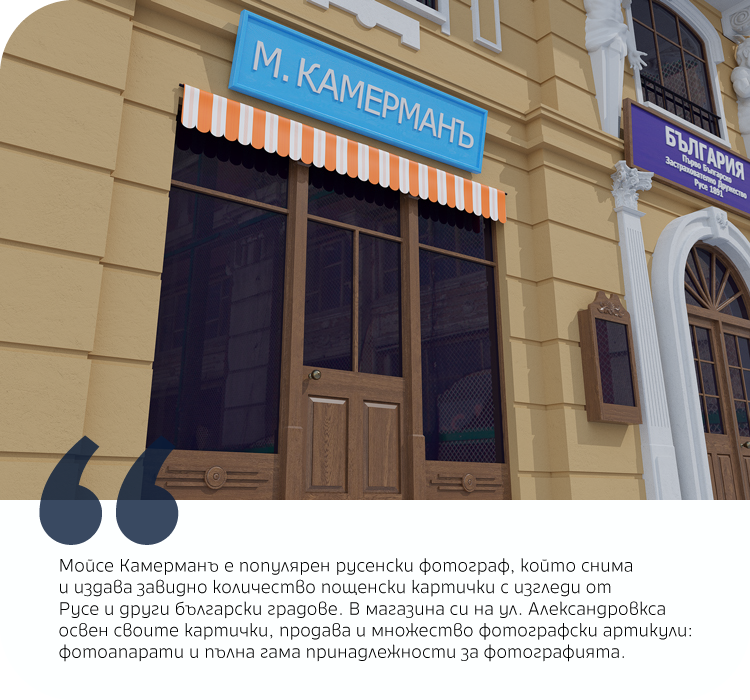 М. КАМЕРМАНЪ
БЪЛГАРИЯ
Първо Българско
Застрахователно Дружество
Русе 1891
Мойсе Камерманъ е популярен русенски фотограф, който снима
и издава завидно количество пощенски картички с изгледи от
Русе и други български градове. В магазина си на ул. Александровкса
освен своите картички, продава и множество фотографски артикули:
фотоапарати и пълна гама принадлежности за фотографията.